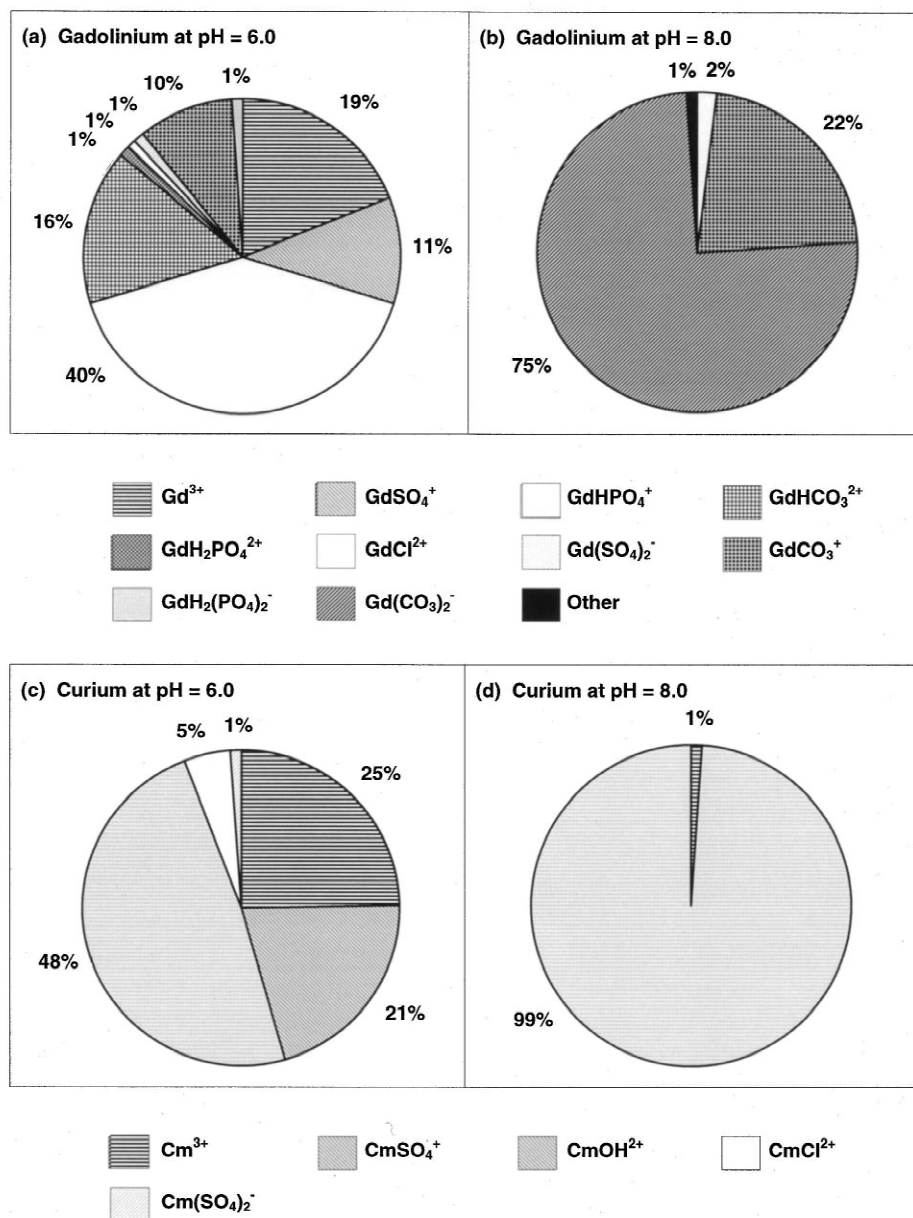 (a) Gadolinium at pH = 6.0
1%
10%
1%
1%
1%
19%
16%
11%
40%
(b) Gadolinium at pH = 8.0
1% 2%
22%
75%
Gd³⁺ GdSO₄⁺ GdHPO₄⁺ GdHCO₃²⁺
GdH₂PO₄²⁺ GdCl²⁺ Gd(SO₄)₂⁻ GdCO₃⁺
GdH₂(PO₄)₂⁻ Gd(CO₃)₂⁻ Other
(c) Curium at pH = 6.0
5% 1%
25%
48%
21%
(d) Curium at pH = 8.0
1%
99%
Cm³⁺ CmSO₄⁺ CmOH²⁺ CmCl²⁺
Cm(SO₄)₂⁻